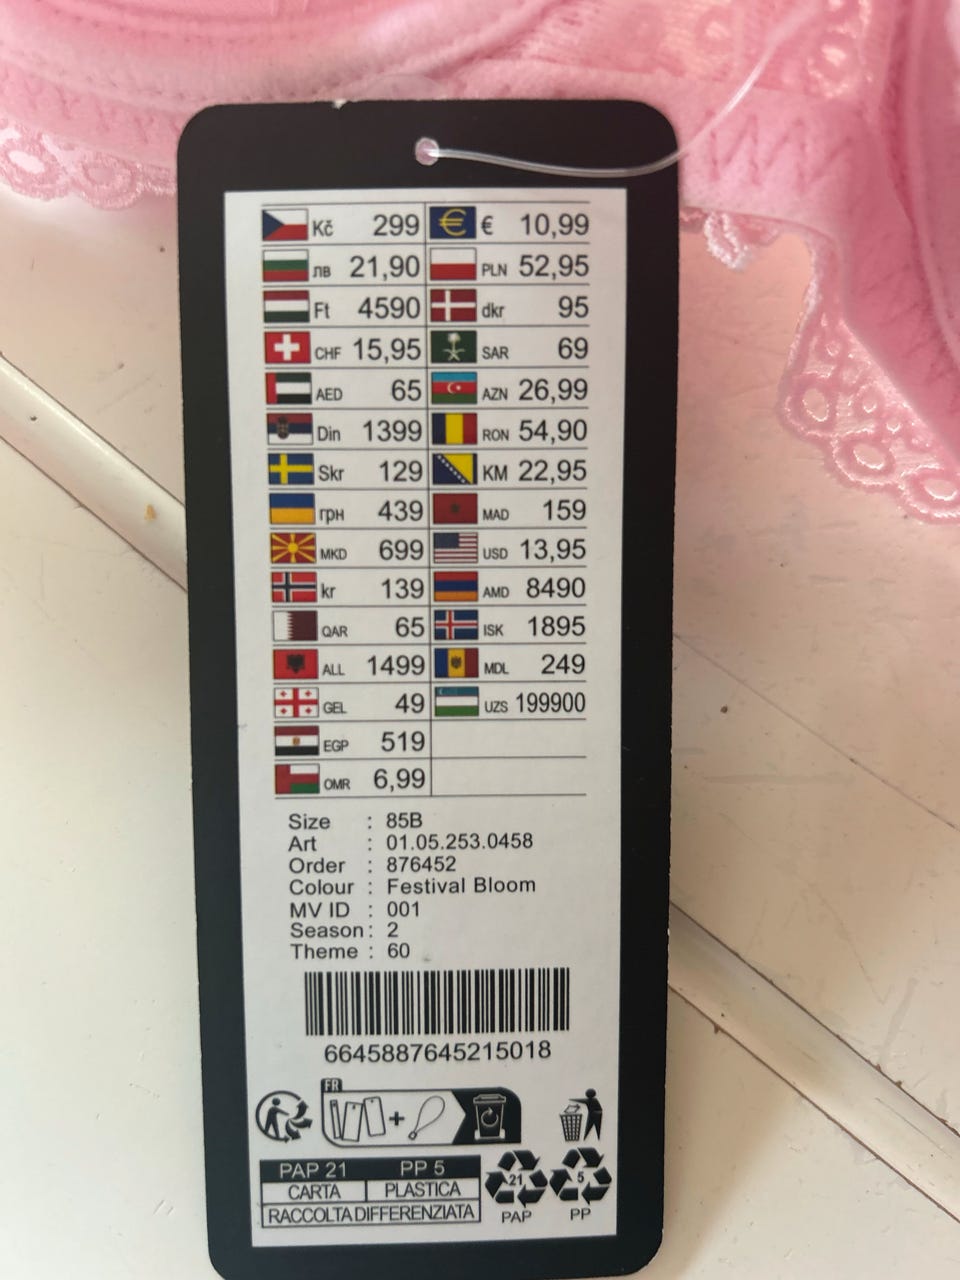 Kč 299 € 10,99
лв 21,90 PLN 52,95
Ft 4590 dkr 95
CHF 15,95 SAR 69
AED 65 AZN 26,99
Din 1399 RON 54,90
Skr 129 KM 22,95
грн 439 MAD 159
MKD 699 USD 13,95
kr 139 AMD 8490
QAR 65 ISK 1895
ALL 1499 MDL 249
GEL 49 UZS 199900
EGP 519
OMR 6,99
Size : 85B
Art : 01.05.253.0458
Order : 876452
Colour : Festival Bloom
MV ID : 001
Season : 2
Theme : 60
6645887645215018
FR
+
PAP 21 PP 5
CARTA PLASTICA
RACCOLTA DIFFERENZIATA
21 5
PAP PP